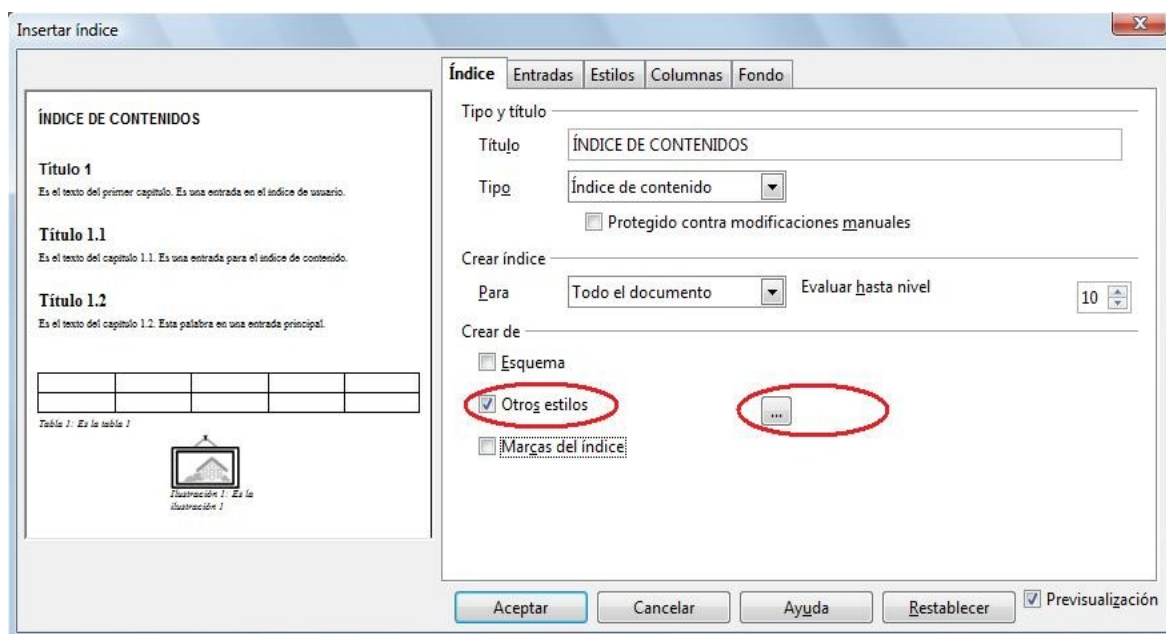 Insertar índice
x
Índice Entradas Estilos Columnas Fondo
ÍNDICE DE CONTENIDOS
Título 1
Es el texto del primer capítulo. Es una entrada en el índice de usuario.
Título 1.1
Es el texto del capítulo 1.1. Es una entrada para el índice de contenido.
Título 1.2
Es el texto del capítulo 1.2. Esta palabra en una entrada principal.
Tabla 1: Es la tabla 1
Ilustración 1: Es la
ilustración 1
Tipo y título
Título ÍNDICE DE CONTENIDOS
Tipo Índice de contenido
Protegido contra modificaciones manuales
Crear índice
Para Todo el documento Evaluar hasta nivel 10
Crear de
Esquema
Otros estilos ...
Marcas del índice
Aceptar Cancelar Ayuda Restablecer Previsualización